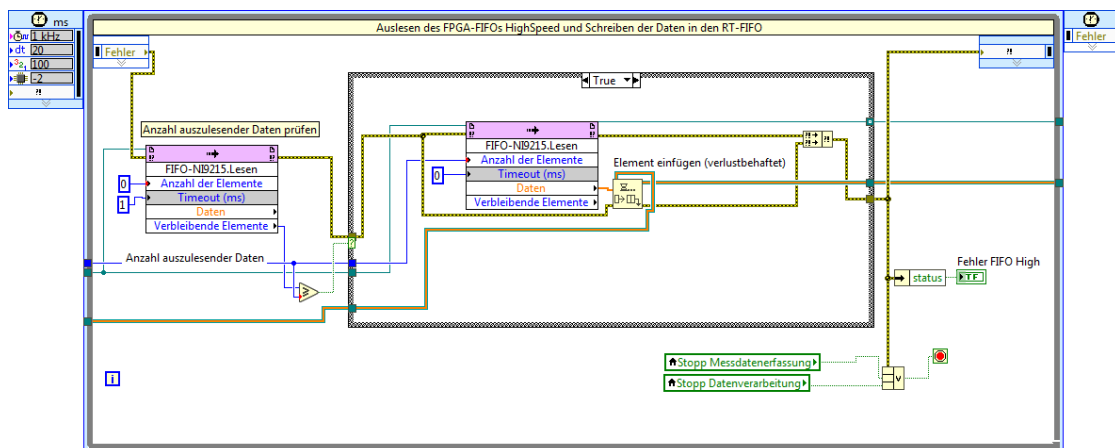 ms
Auslesen des FPGA-FIFOs HighSpeed und Schreiben der Daten in den RT-FIFO
1 kHz
Fehler
Fehler
dt 20
100
-2
True
Anzahl auszulesender Daten prüfen
FIFO-NI9215.Lesen
FIFO-NI9215.Lesen
Element einfügen (verlustbehaftet)
Anzahl der Elemente
0
Timeout (ms)
Daten
Verbleibende Elemente
0
Anzahl der Elemente
1
Timeout (ms)
Daten
Verbleibende Elemente
?
Anzahl auszulesender Daten
≥
Fehler FIFO High
status
TF
Stopp Messdatenerfassung
Stopp Datenverarbeitung
V
i